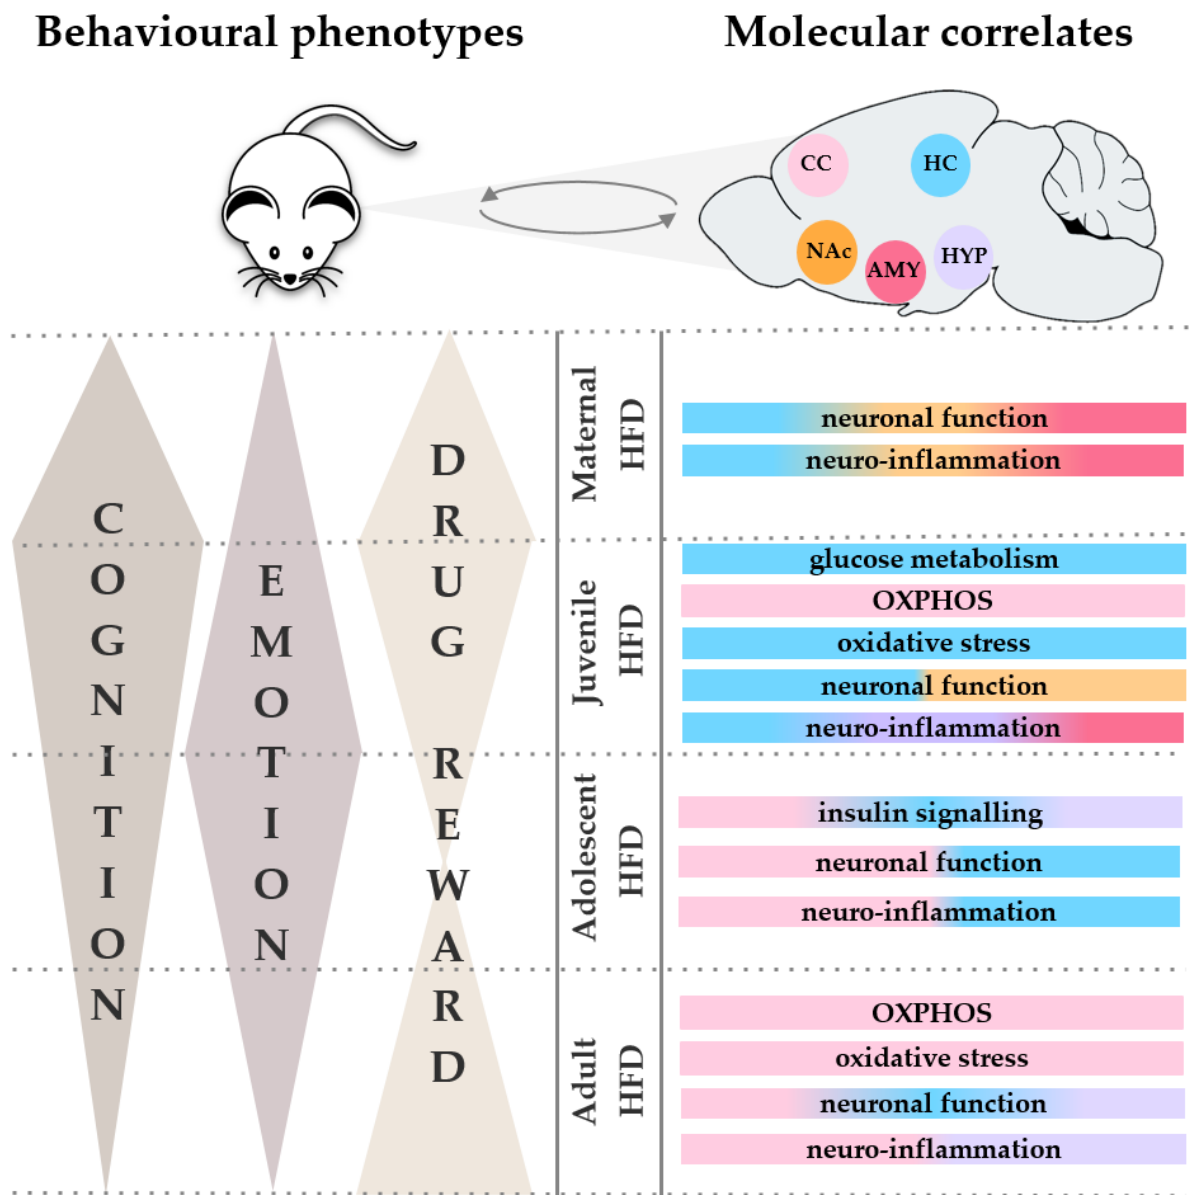 Behavioural phenotypes
Molecular correlates
CC
HC
NAc
AMY
HYP
COGNITION
EMOTION
DRUG REWARD
Maternal
HFD
neuronal function
neuro-inflammation
Juvenile
HFD
glucose metabolism
OXPHOS
oxidative stress
neuronal function
neuro-inflammation
Adolescent
HFD
insulin signalling
neuronal function
neuro-inflammation
Adult
HFD
OXPHOS
oxidative stress
neuronal function
neuro-inflammation